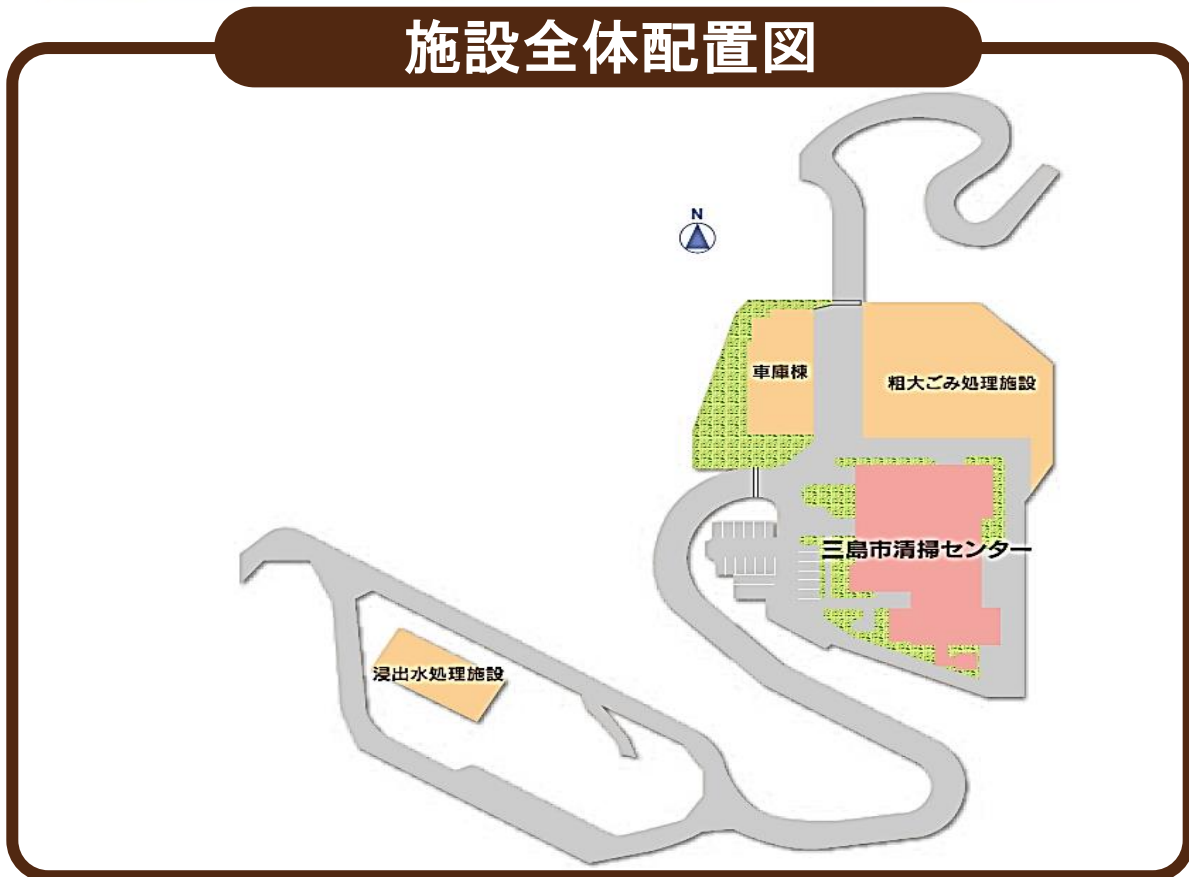 施設全体配置図
N
車庫棟
粗大ごみ処理施設
三島市清掃センター
浸出水処理施設